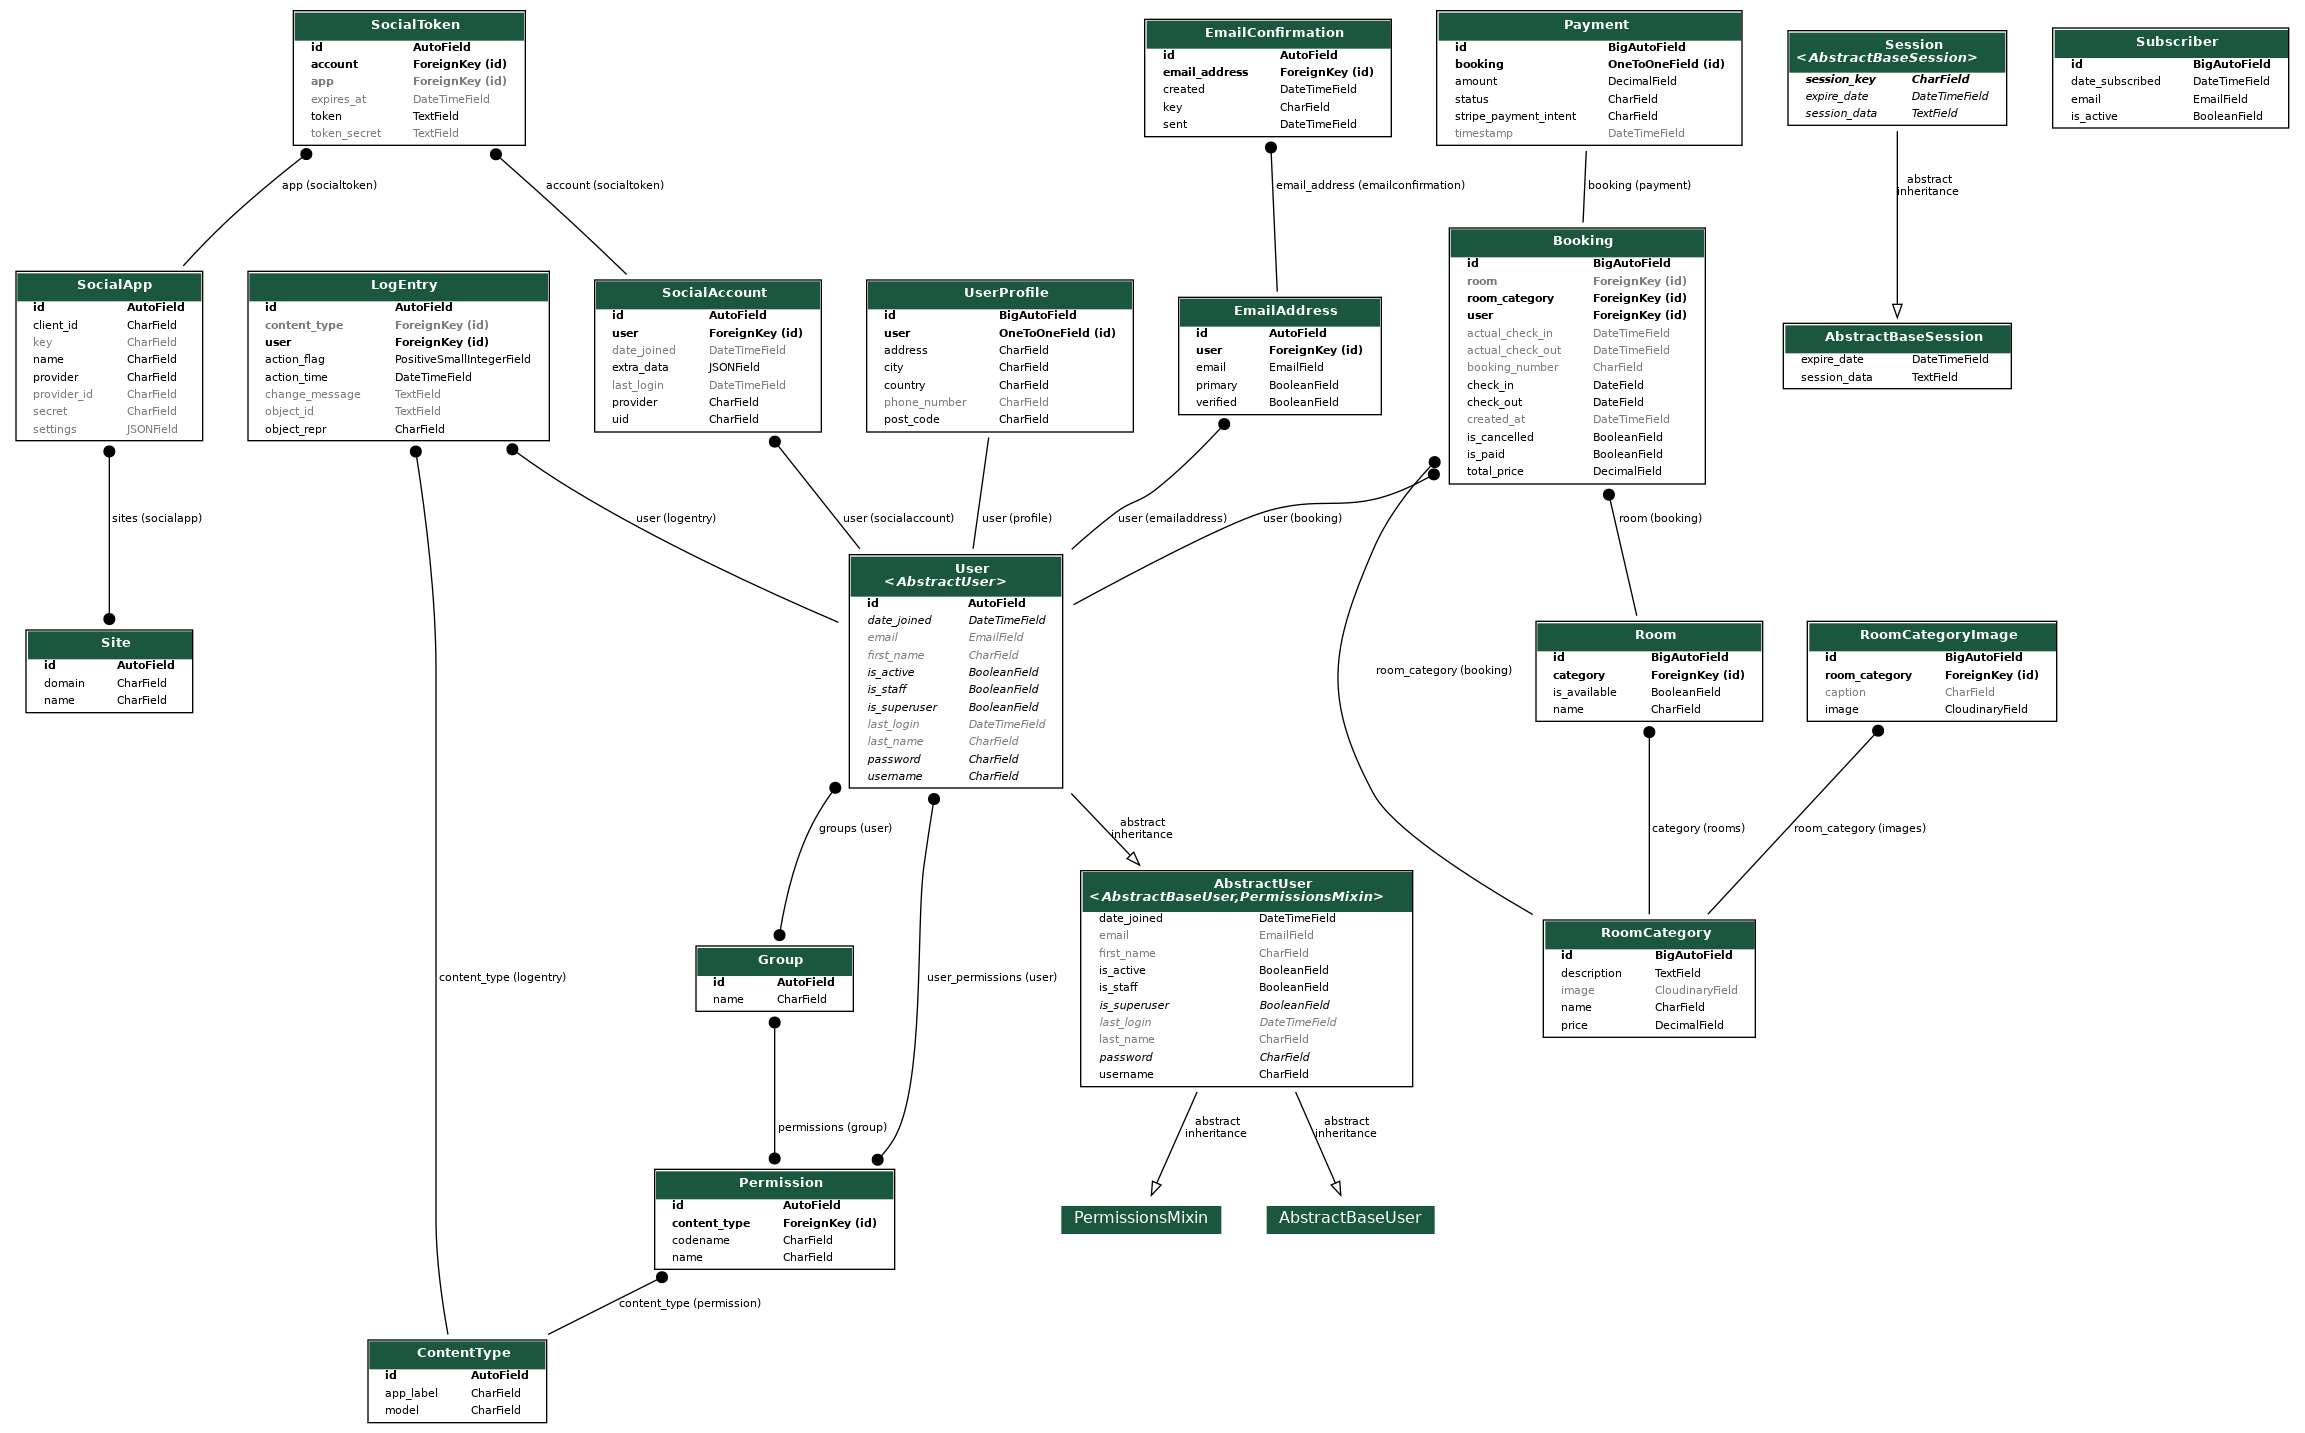 SocialToken
id AutoField
account ForeignKey (id)
app ForeignKey (id)
expires_at DateTimeField
token TextField
token_secret TextField
EmailConfirmation
id AutoField
email_address ForeignKey (id)
created DateTimeField
key CharField
sent DateTimeField
Payment
id BigAutoField
booking OneToOneField (id)
amount DecimalField
status CharField
stripe_payment_intent CharField
timestamp DateTimeField
Session
<AbstractBaseSession>
session_key CharField
expire_date DateTimeField
session_data TextField
Subscriber
id BigAutoField
date_subscribed DateTimeField
email EmailField
is_active BooleanField
app (socialtoken)
account (socialtoken)
email_address (emailconfirmation)
booking (payment)
abstract
inheritance
SocialApp
id AutoField
client_id CharField
key CharField
name CharField
provider CharField
provider_id CharField
secret CharField
settings JSONField
LogEntry
id AutoField
content_type ForeignKey (id)
user ForeignKey (id)
action_flag PositiveSmallIntegerField
action_time DateTimeField
change_message TextField
object_id TextField
object_repr CharField
SocialAccount
id AutoField
user ForeignKey (id)
date_joined DateTimeField
extra_data JSONField
last_login DateTimeField
provider CharField
uid CharField
UserProfile
id BigAutoField
user OneToOneField (id)
address CharField
city CharField
country CharField
phone_number CharField
post_code CharField
EmailAddress
id AutoField
user ForeignKey (id)
email EmailField
primary BooleanField
verified BooleanField
Booking
id BigAutoField
room ForeignKey (id)
room_category ForeignKey (id)
user ForeignKey (id)
actual_check_in DateTimeField
actual_check_out DateTimeField
booking_number CharField
check_in DateField
check_out DateField
created_at DateTimeField
is_cancelled BooleanField
is_paid BooleanField
total_price DecimalField
AbstractBaseSession
expire_date DateTimeField
session_data TextField
sites (socialapp)
user (logentry)
user (socialaccount)
user (profile)
user (emailaddress)
user (booking)
room (booking)
Site
id AutoField
domain CharField
name CharField
User
<AbstractUser>
id AutoField
date_joined DateTimeField
email EmailField
first_name CharField
is_active BooleanField
is_staff BooleanField
is_superuser BooleanField
last_login DateTimeField
last_name CharField
password CharField
username CharField
room_category (booking)
Room
id BigAutoField
category ForeignKey (id)
is_available BooleanField
name CharField
RoomCategoryImage
id BigAutoField
room_category ForeignKey (id)
caption CharField
image CloudinaryField
groups (user)
abstract
inheritance
category (rooms)
room_category (images)
content_type (logentry)
Group
id AutoField
name CharField
user_permissions (user)
AbstractUser
<AbstractBaseUser,PermissionsMixin>
date_joined DateTimeField
email EmailField
first_name CharField
is_active BooleanField
is_staff BooleanField
is_superuser BooleanField
last_login DateTimeField
last_name CharField
password CharField
username CharField
RoomCategory
id BigAutoField
description TextField
image CloudinaryField
name CharField
price DecimalField
permissions (group)
abstract
inheritance
abstract
inheritance
Permission
id AutoField
content_type ForeignKey (id)
codename CharField
name CharField
PermissionsMixin
AbstractBaseUser
content_type (permission)
ContentType
id AutoField
app_label CharField
model CharField